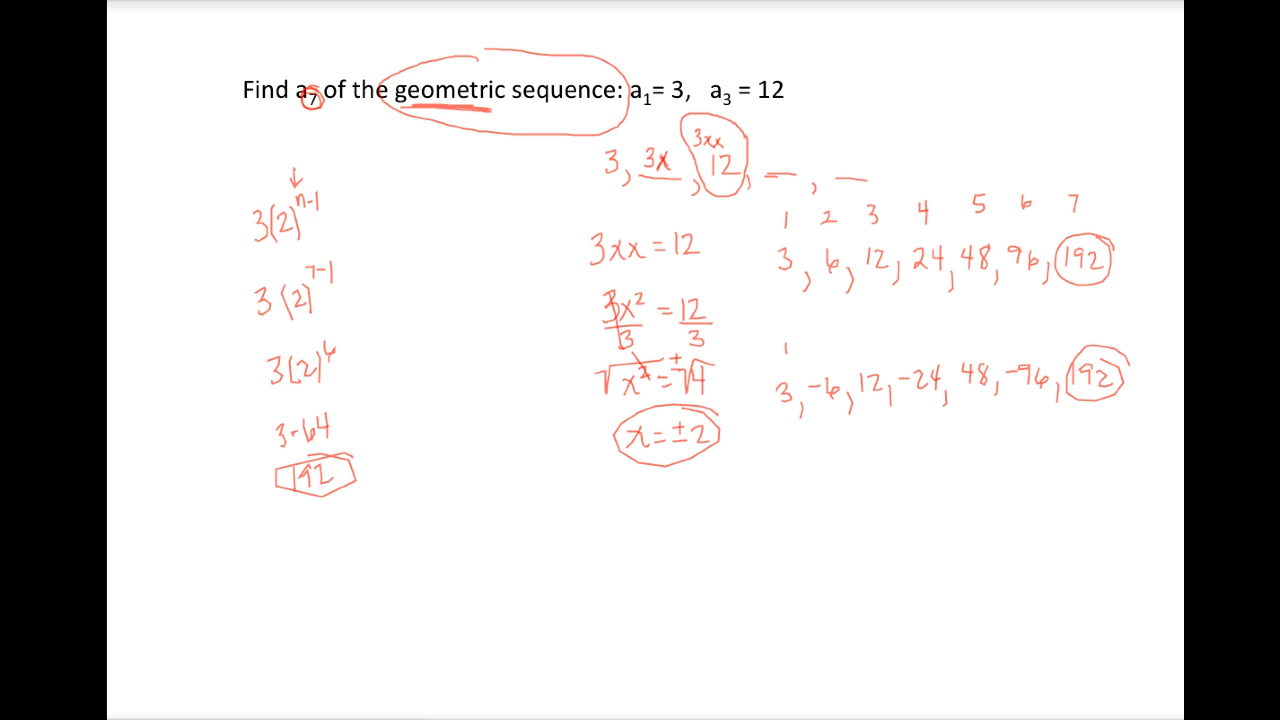 Find a₇ of the geometric sequence: a₁= 3, a₃ = 12
3xx
3, 3x, 12, __, __
1 2 3 4 5 6 7
3(2)ⁿ⁻¹
3xx = 12
3, 6, 12, 24, 48, 96, 192
3(2)⁷⁻¹
3x² = 12
3 3
1
3(2)⁶
√x² = ±√4
3, -6, 12, -24, 48, -96, 192
3·64
x = ±2
192